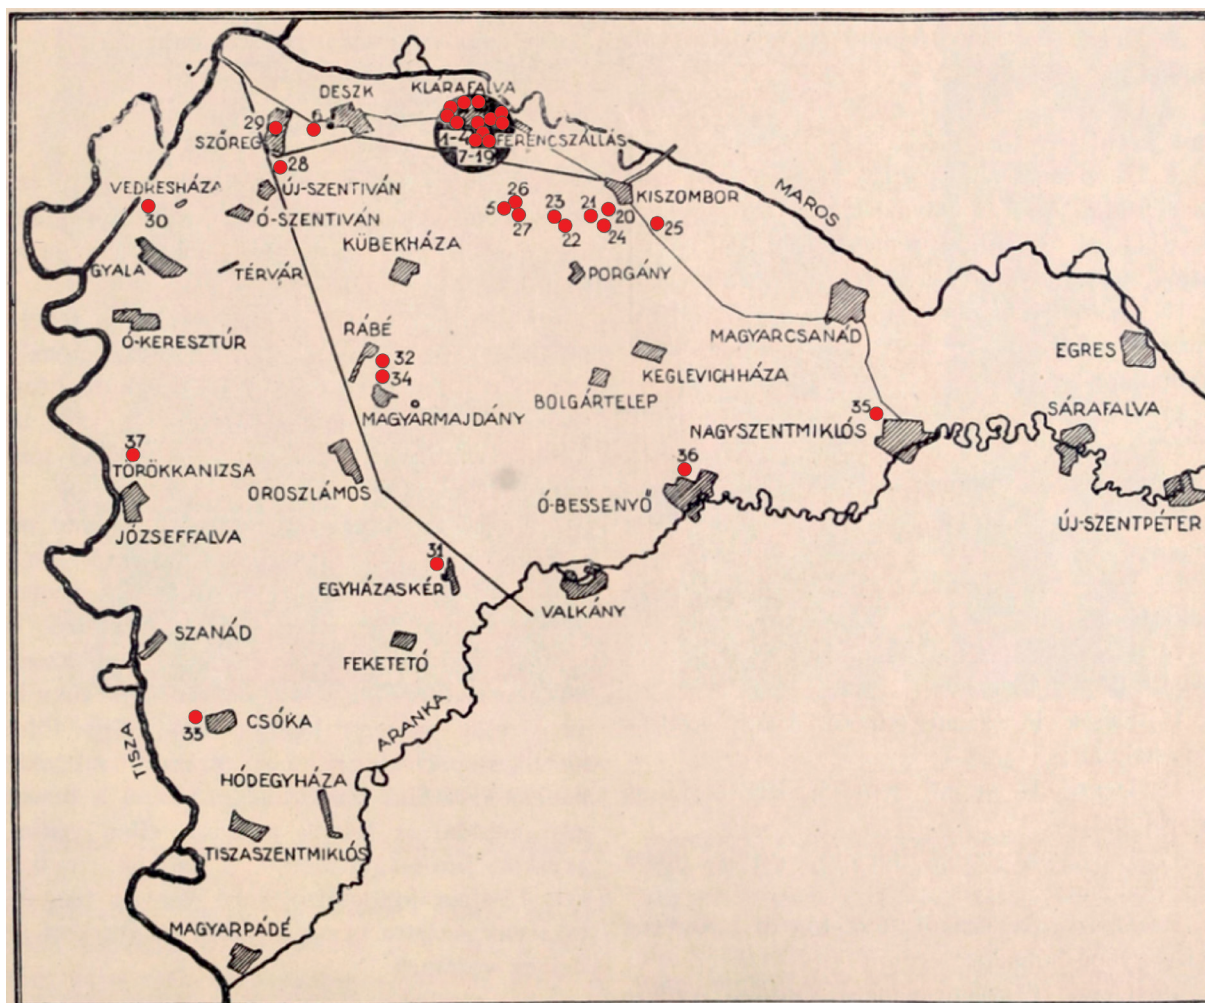 KLÁRAFALVA
DESZK
29
6
SZŐREG
1-4
FERENCSZÁLLÁS
7-19
28
VEDRESHÁZA
ÚJ-SZENTIVÁN
KISZOMBOR
MAROS
30
Ó-SZENTIVÁN
26
5
27
23
22
21
20
24
25
KÜBEKHÁZA
GYALA
TÉRVÁR
PORGÁNY
Ó-KERESZTÚR
RÁBÉ
MAGYARCSANÁD
EGRES
32
34
KEGLEVICHHÁZA
BOLGÁRTELEP
MAGYARMAJDÁNY
35
SÁRAFALVA
NAGYSZENTMIKLÓS
37
TÖRÖKKANIZSA
36
OROSZLÁMOS
Ó-BESSENYŐ
ÚJ-SZENTPÉTER
JÓZSEFFALVA
31
EGYHÁZASKÉR
VALKÁNY
SZANÁD
FEKETETÓ
ARANKA
33
CSÓKA
TISZA
HÓDEGYHÁZA
TISZASZENTMIKLÓS
MAGYARPÁDÉ